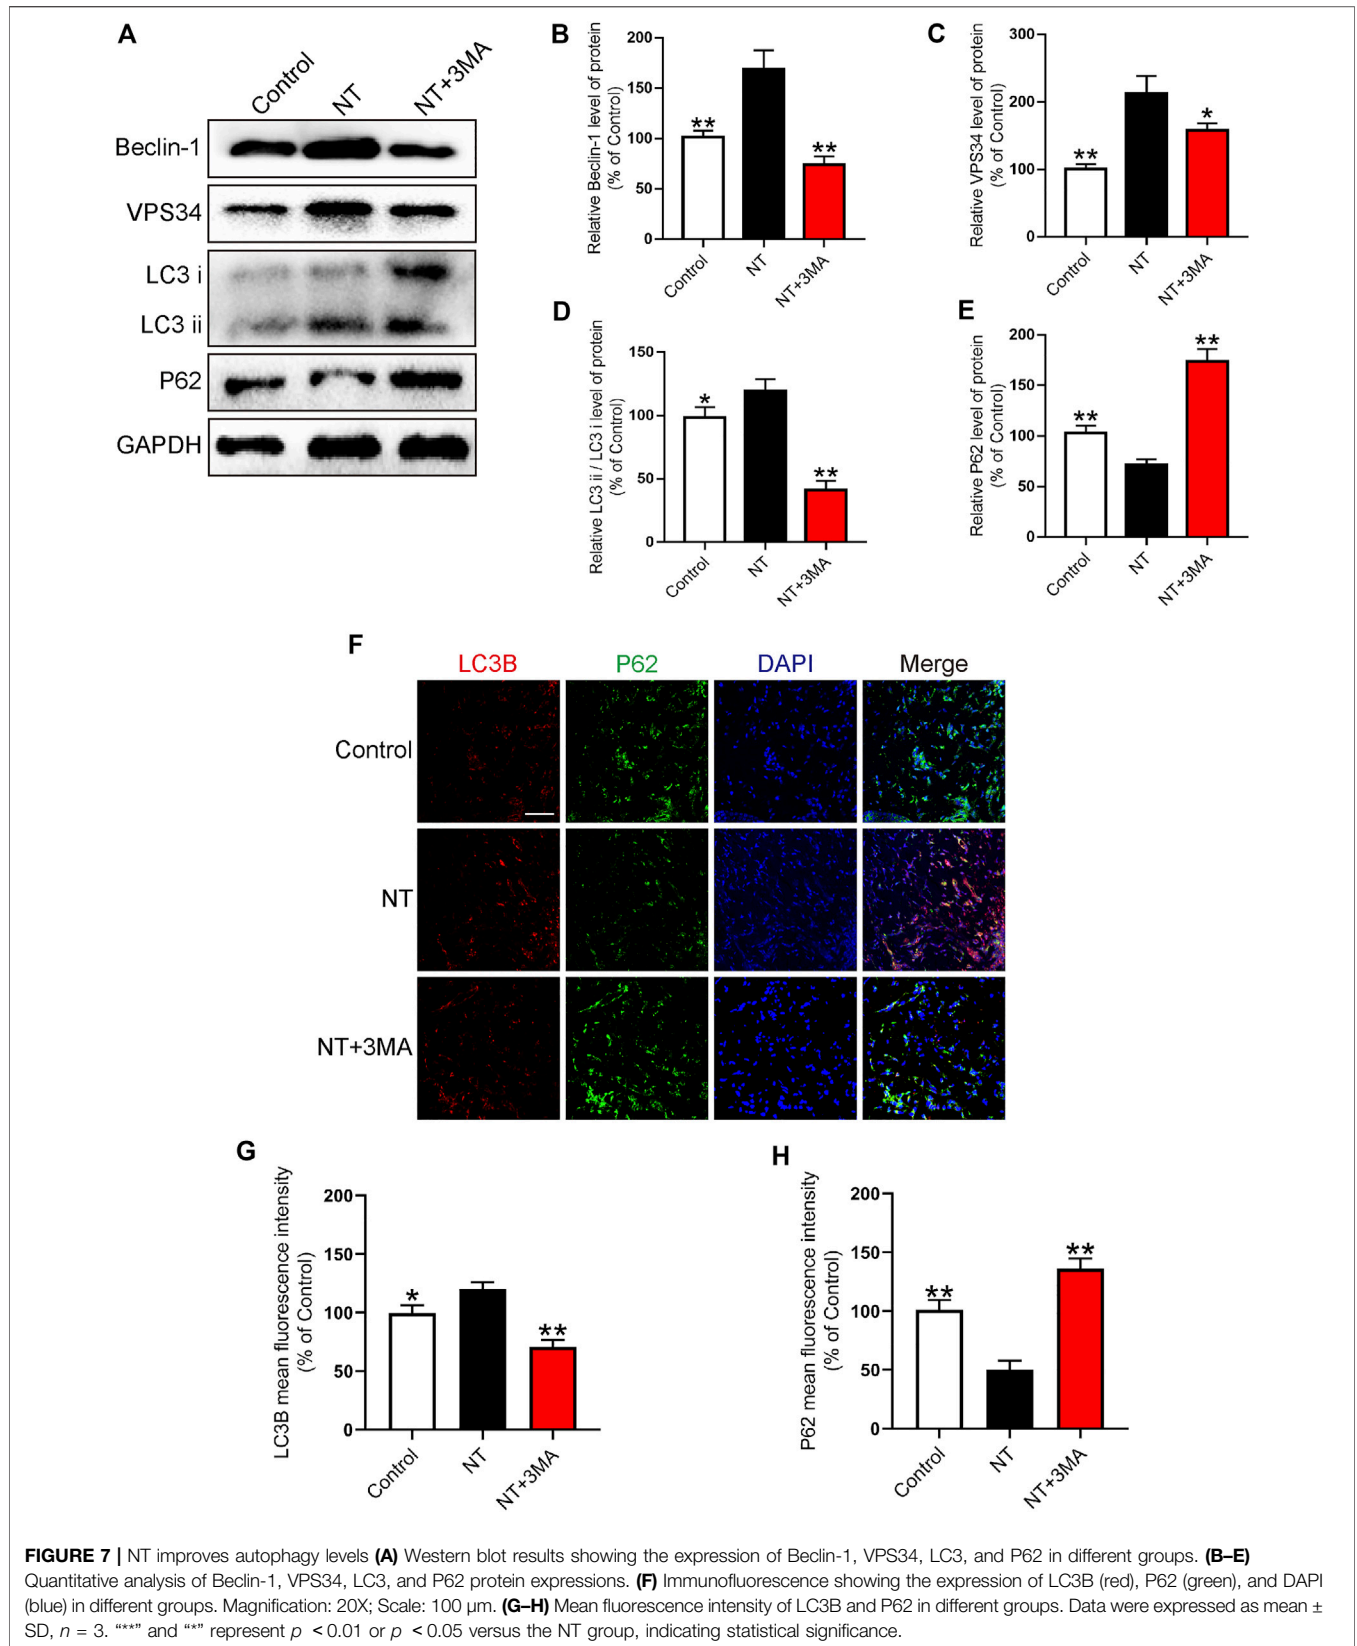 A
Control
NT
NT+3MA
Beclin-1
VPS34
LC3 i
LC3 ii
P62
GAPDH
B
Relative Beclin-1 level of protein
(% of Control)
200
150
100
50
0
**
**
Control
NT
NT+3MA
C
Relative VPS34 level of protein
(% of Control)
300
200
100
0
**
*
Control
NT
NT+3MA
D
Relative LC3 ii / LC3 i level of protein
(% of Control)
150
100
50
0
*
**
Control
NT
NT+3MA
E
Relative P62 level of protein
(% of Control)
200
150
100
50
0
**
**
Control
NT
NT+3MA
F
LC3B
P62
DAPI
Merge
Control
NT
NT+3MA
G
LC3B mean fluorescence intensity
(% of Control)
200
150
100
50
0
*
**
Control
NT
NT+3MA
H
P62 mean fluorescence intensity
(% of Control)
200
150
100
50
0
**
**
Control
NT
NT+3MA
FIGURE 7 | NT improves autophagy levels (A) Western blot results showing the expression of Beclin-1, VPS34, LC3, and P62 in different groups. (B–E)
Quantitative analysis of Beclin-1, VPS34, LC3, and P62 protein expressions. (F) Immunofluorescence showing the expression of LC3B (red), P62 (green), and DAPI
(blue) in different groups. Magnification: 20X; Scale: 100 μm. (G–H) Mean fluorescence intensity of LC3B and P62 in different groups. Data were expressed as mean ±
SD, n = 3. “**” and “*” represent p < 0.01 or p < 0.05 versus the NT group, indicating statistical significance.